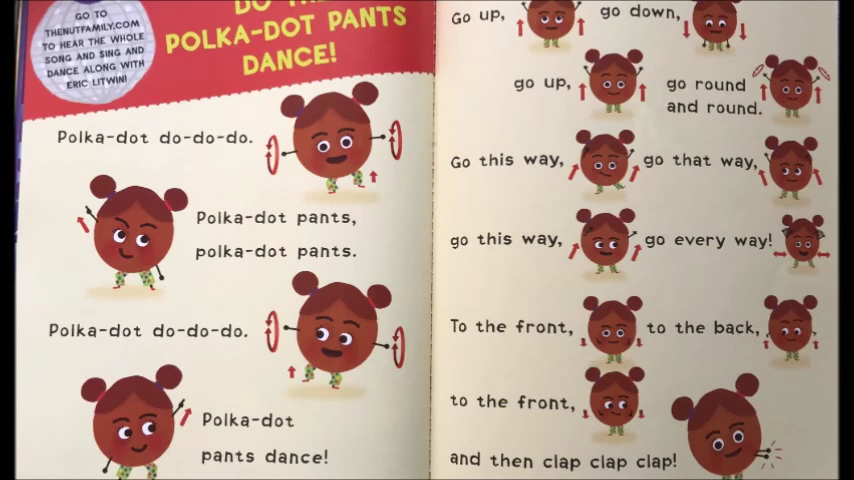 GO TO
THENUTFAMILY.COM
TO HEAR THE WHOLE
SONG AND SING AND
DANCE ALONG WITH
ERIC LITWIN!
DO THE
POLKA-DOT PANTS
DANCE!
Polka-dot do-do-do.
Polka-dot pants,
polka-dot pants.
Polka-dot do-do-do.
Polka-dot
pants dance!
Go up, go down,
go up, go round
and round.
Go this way, go that way,
go this way, go every way!
To the front, to the back,
to the front,
and then clap clap clap!